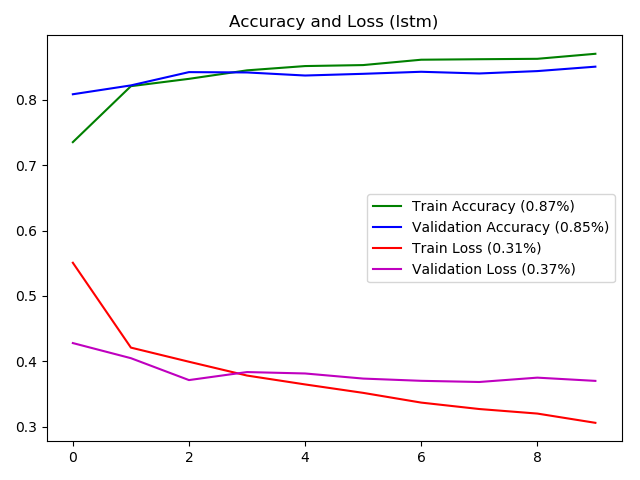 Accuracy and Loss (lstm)
0.8
0.7
0.6
0.5
0.4
0.3
Train Accuracy (0.87%)
Validation Accuracy (0.85%)
Train Loss (0.31%)
Validation Loss (0.37%)
0 2 4 6 8